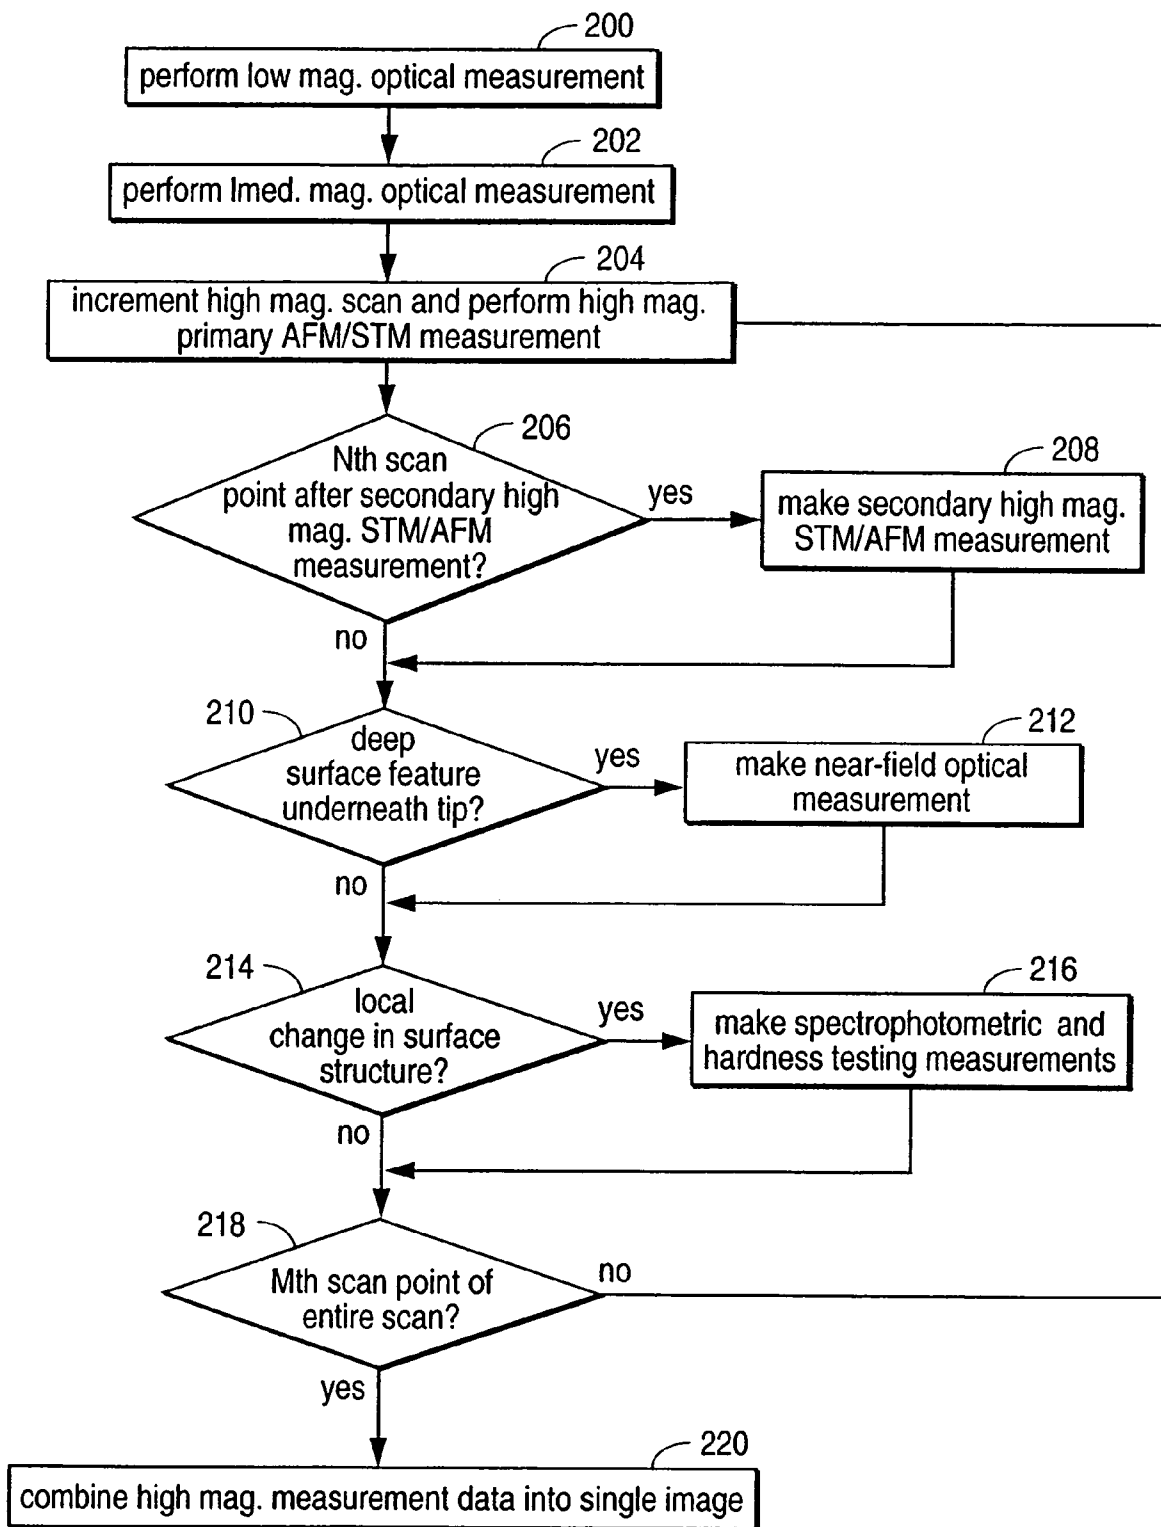 200
perform low mag. optical measurement
202
perform Imed. mag. optical measurement
204
increment high mag. scan and perform high mag.
primary AFM/STM measurement
206
Nth scan
point after secondary high
mag. STM/AFM
measurement?
yes
208
make secondary high mag.
STM/AFM measurement
no
210
deep
surface feature
underneath tip?
yes
212
make near-field optical
measurement
no
214
local
change in surface
structure?
yes
216
make spectrophotometric and
hardness testing measurements
no
218
Mth scan point of
entire scan?
no
yes
220
combine high mag. measurement data into single image